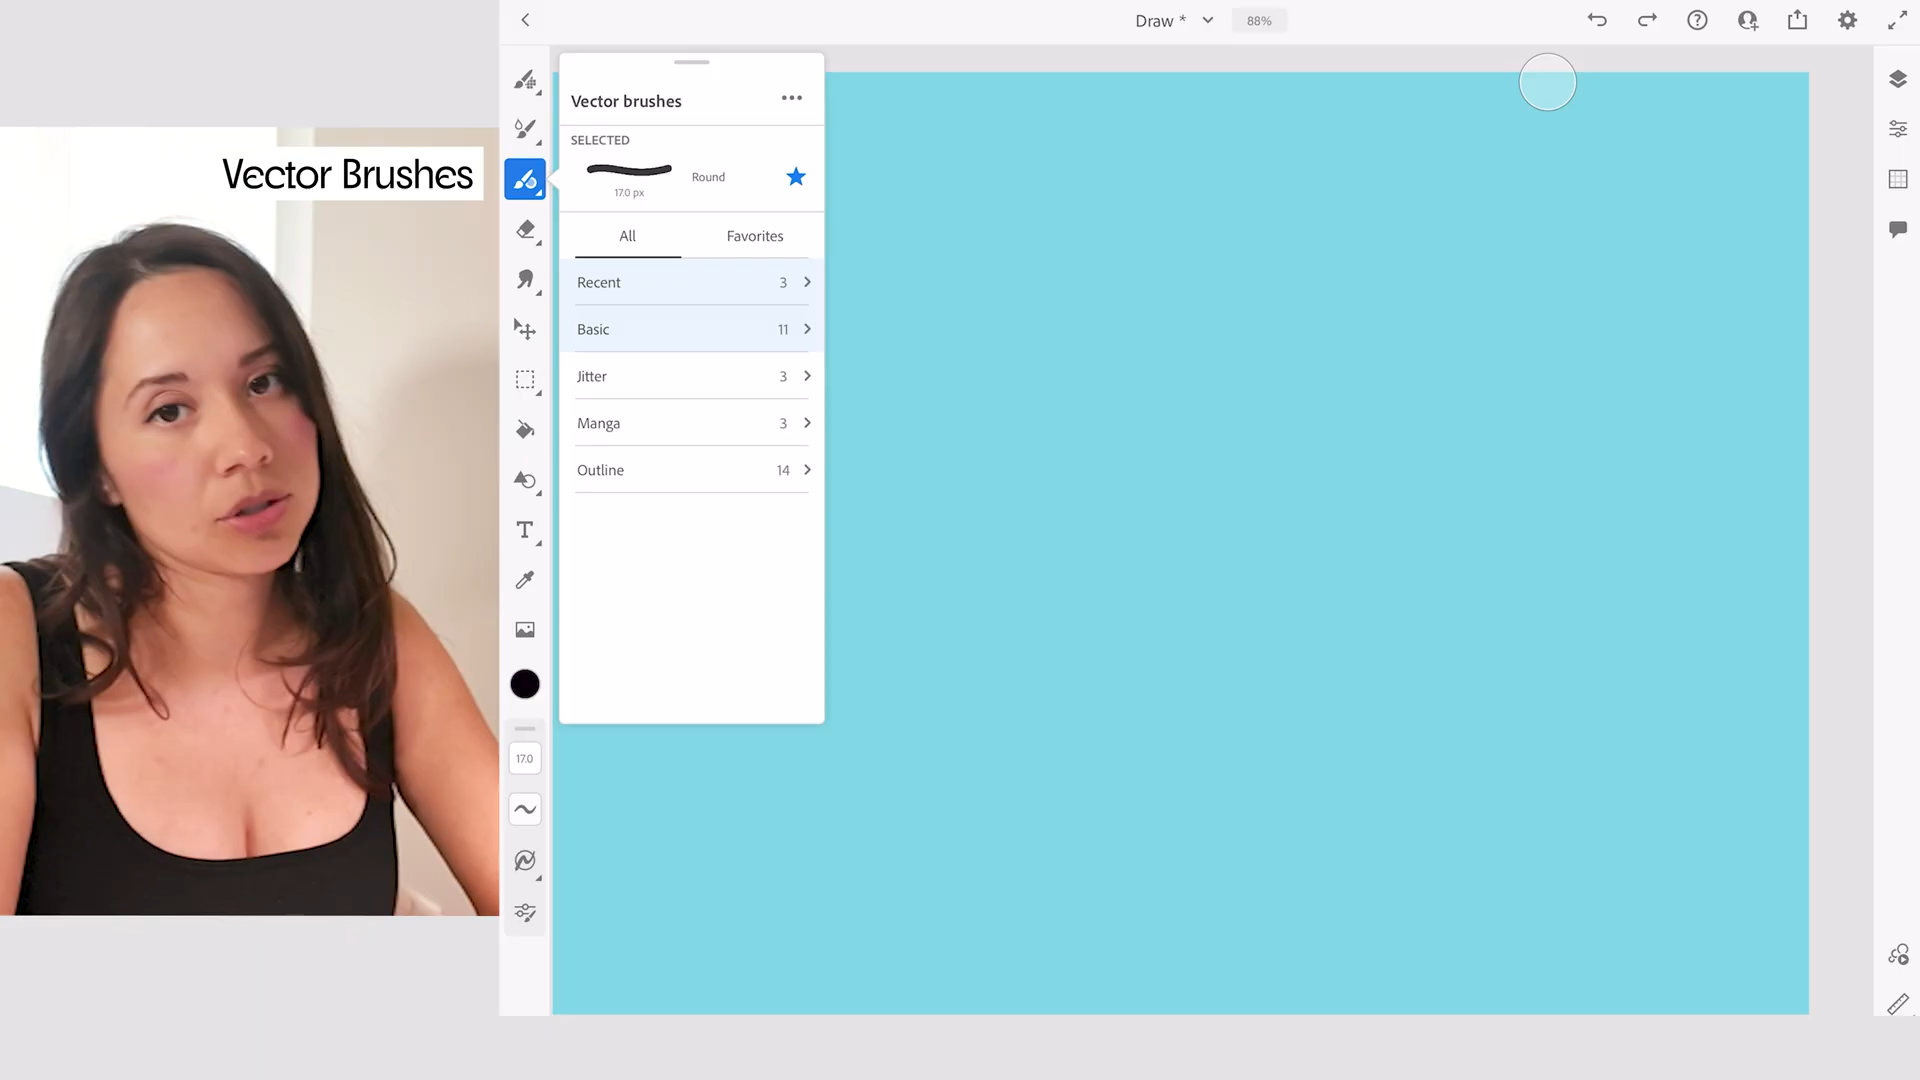 Draw *
88%
Vector Brushes
Vector brushes
SELECTED
17.0 px
Round
All
Favorites
Recent 3
Basic 11
Jitter 3
Manga 3
Outline 14
T
17.0